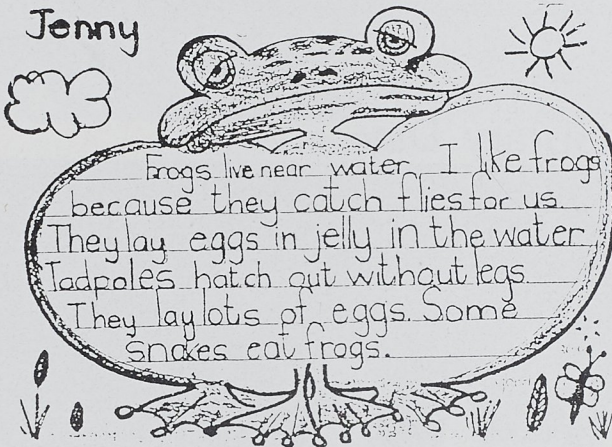 Jenny
Frogs live near water I like frogs
because they catch flies for us.
They lay eggs in jelly in the water
Tadpoles hatch out without legs
They lay lots of eggs. Some
snakes eat frogs.